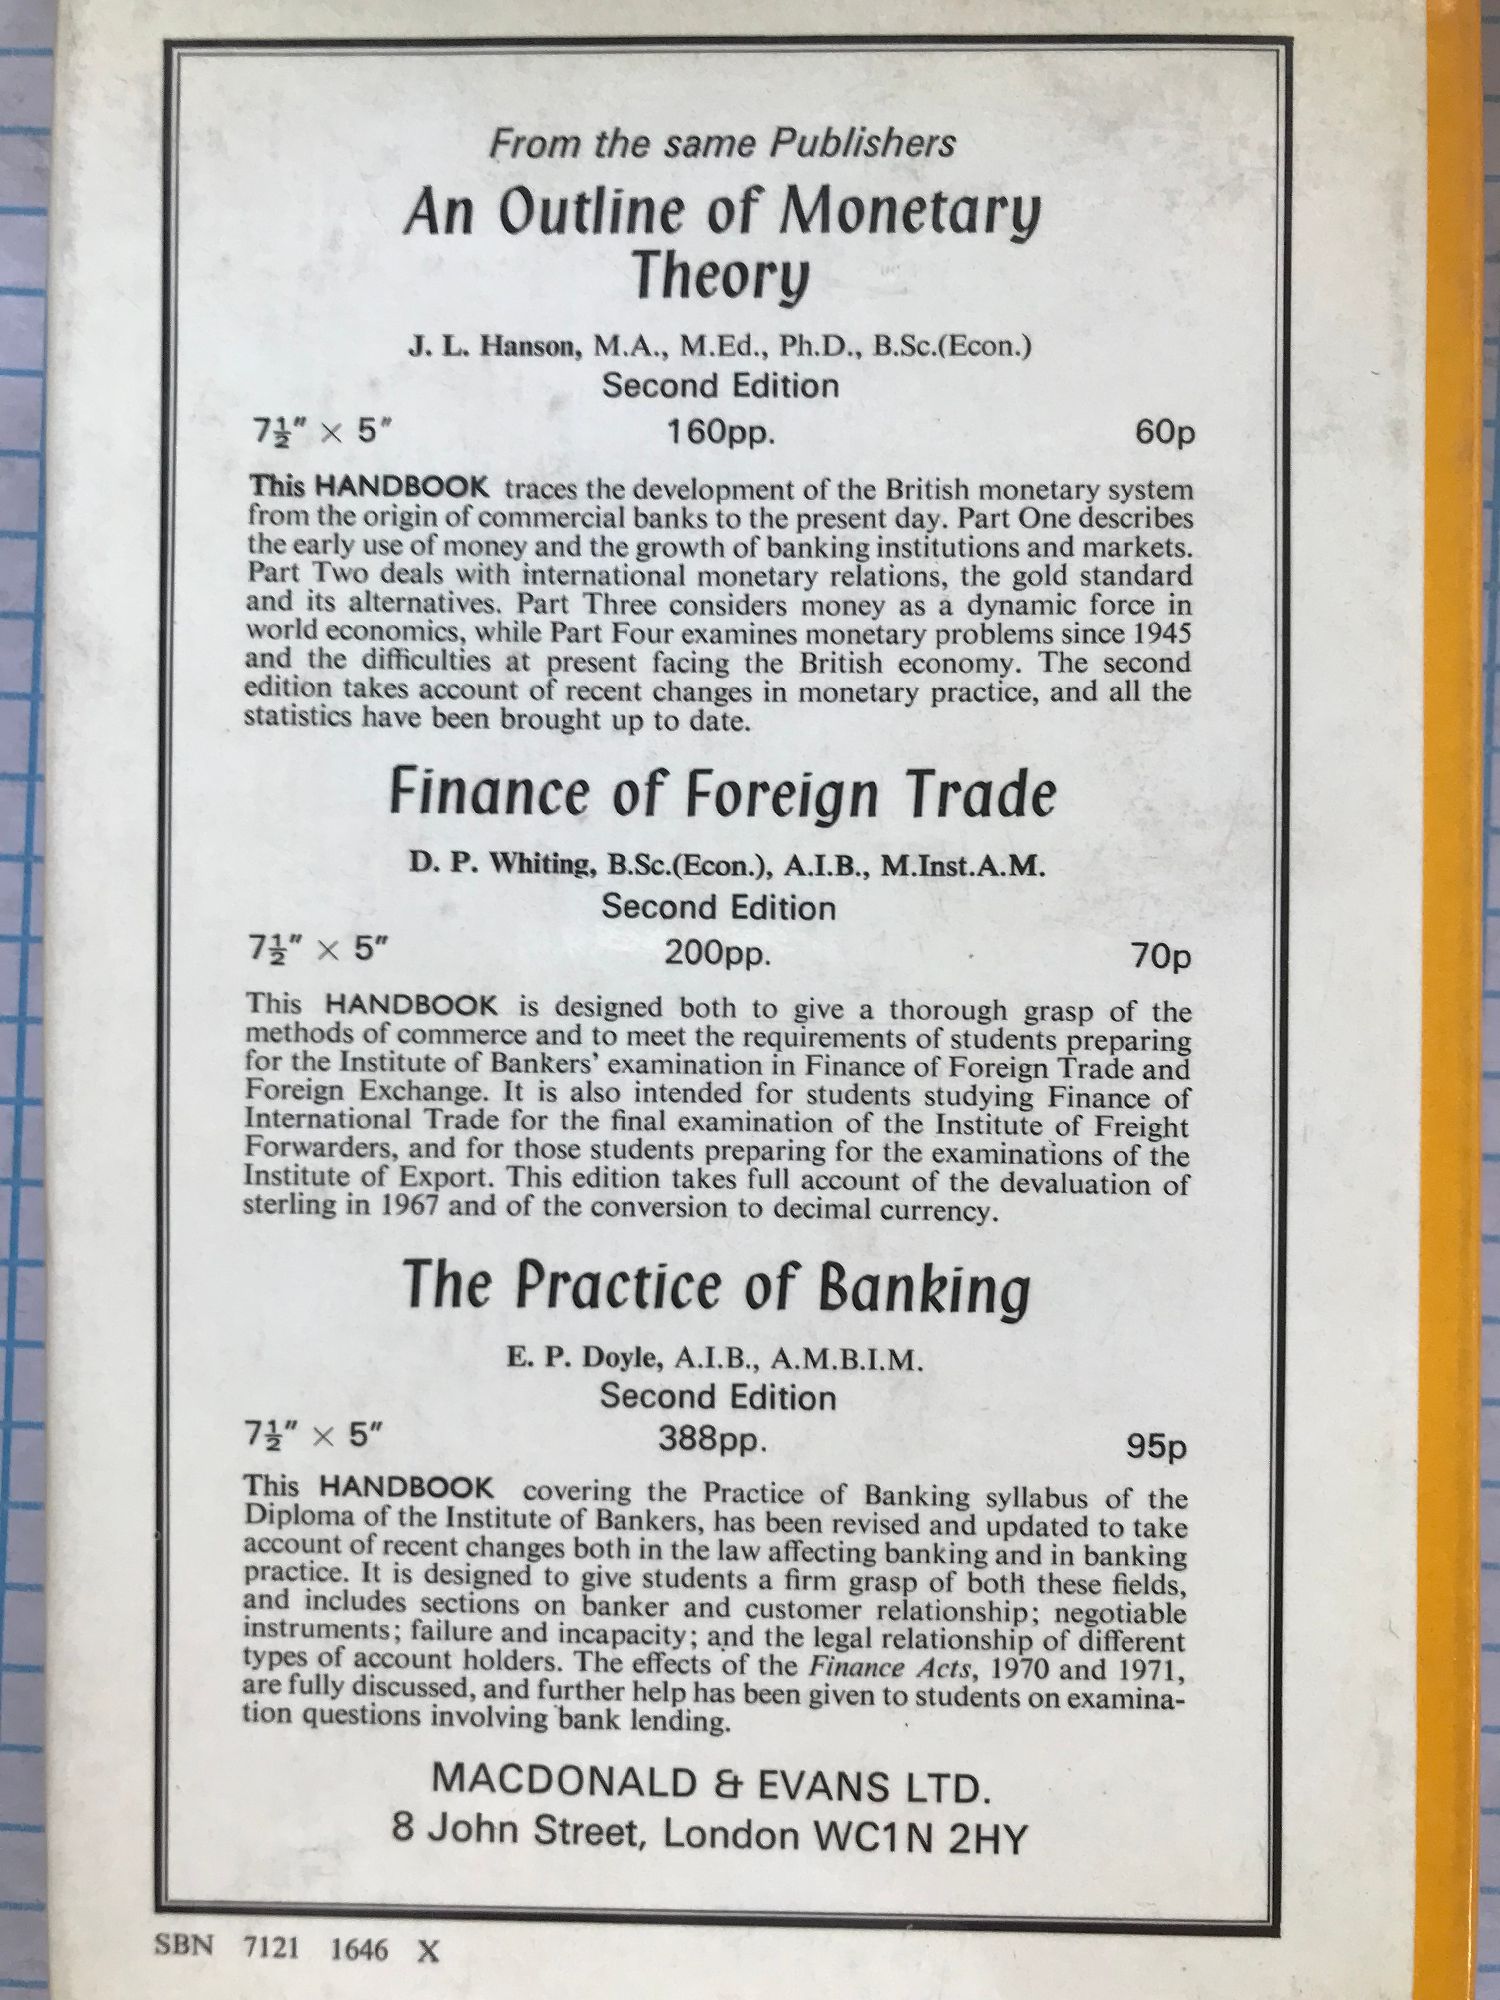 From the same Publishers
An Outline of Monetary
Theory
J. L. Hanson, M.A., M.Ed., Ph.D., B.Sc.(Econ.)
Second Edition
7½″ × 5″ 160pp. 60p
This HANDBOOK traces the development of the British monetary system
from the origin of commercial banks to the present day. Part One describes
the early use of money and the growth of banking institutions and markets.
Part Two deals with international monetary relations, the gold standard
and its alternatives. Part Three considers money as a dynamic force in
world economics, while Part Four examines monetary problems since 1945
and the difficulties at present facing the British economy. The second
edition takes account of recent changes in monetary practice, and all the
statistics have been brought up to date.
Finance of Foreign Trade
D. P. Whiting, B.Sc.(Econ.), A.I.B., M.Inst.A.M.
Second Edition
7½″ × 5″ 200pp. 70p
This HANDBOOK is designed both to give a thorough grasp of the
methods of commerce and to meet the requirements of students preparing
for the Institute of Bankers’ examination in Finance of Foreign Trade and
Foreign Exchange. It is also intended for students studying Finance of
International Trade for the final examination of the Institute of Freight
Forwarders, and for those students preparing for the examinations of the
Institute of Export. This edition takes full account of the devaluation of
sterling in 1967 and of the conversion to decimal currency.
The Practice of Banking
E. P. Doyle, A.I.B., A.M.B.I.M.
Second Edition
7½″ × 5″ 388pp. 95p
This HANDBOOK covering the Practice of Banking syllabus of the
Diploma of the Institute of Bankers, has been revised and updated to take
account of recent changes both in the law affecting banking and in banking
practice. It is designed to give students a firm grasp of both these fields,
and includes sections on banker and customer relationship; negotiable
instruments; failure and incapacity; and the legal relationship of different
types of account holders. The effects of the Finance Acts, 1970 and 1971,
are fully discussed, and further help has been given to students on examina-
tion questions involving bank lending.
MACDONALD & EVANS LTD.
8 John Street, London WC1N 2HY
SBN 7121 1646 X